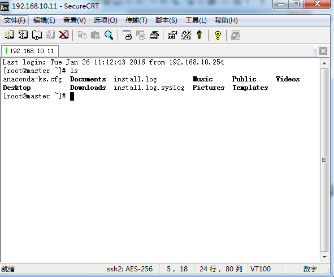 192.168.10.11 - SecureCRT
文件(F) 编辑(E) 查看(V) 选项(O) 传输(T) 脚本(S) 工具(L) 帮助(H)
192.168.10.11
Last login: Tue Jan 26 11:12:43 2016 from 192.168.10.254
[root@master ~]# ls
anaconda-ks.cfg Documents install.log Music Public Videos
Desktop Downloads install.log.syslog Pictures Templates
[root@master ~]#
就绪 ssh2: AES-256 5, 18 24 行, 80 列 VT100 数字